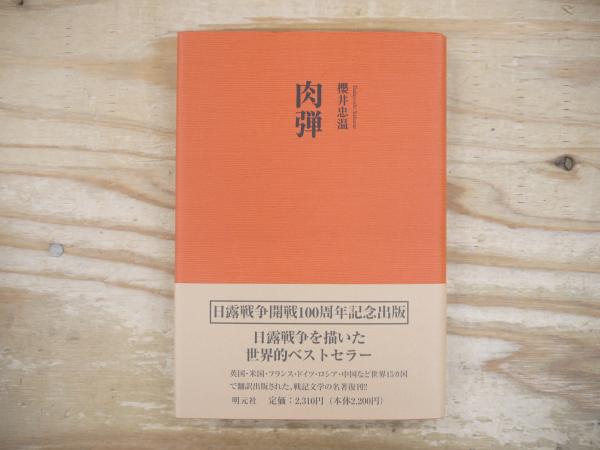 肉弾
櫻井忠温
Tadayoshi Sakurai
日露戦争開戦100周年記念出版
日露戦争を描いた
世界的ベストセラー
英国・米国・フランス・ドイツ・ロシア・中国など世界15カ国
で翻訳出版された、戦記文学の名著復刊!!
明元社 定価:2,310円(本体2,200円)